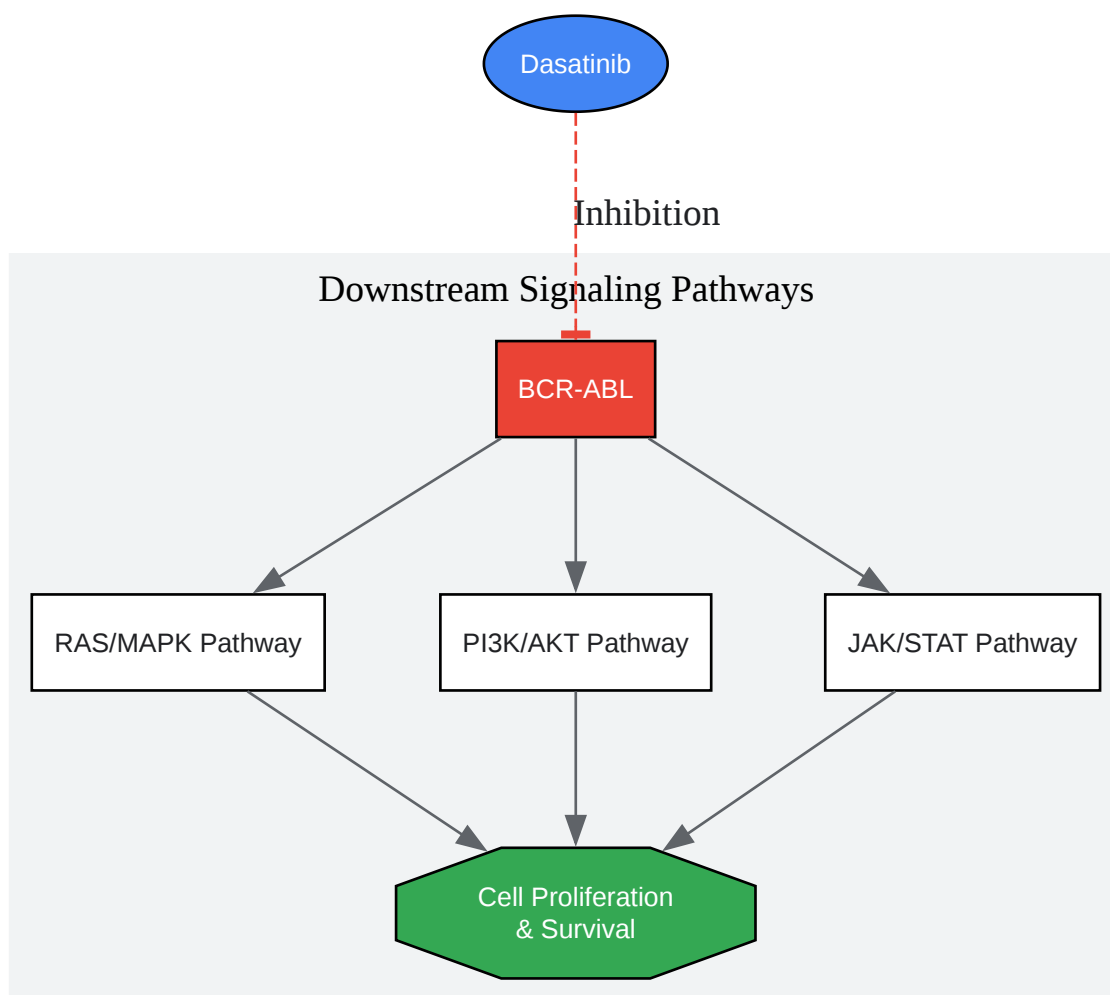 Dasatinib
Inhibition
Downstream Signaling Pathways
BCR-ABL
RAS/MAPK Pathway
PI3K/AKT Pathway
JAK/STAT Pathway
Cell Proliferation
& Survival